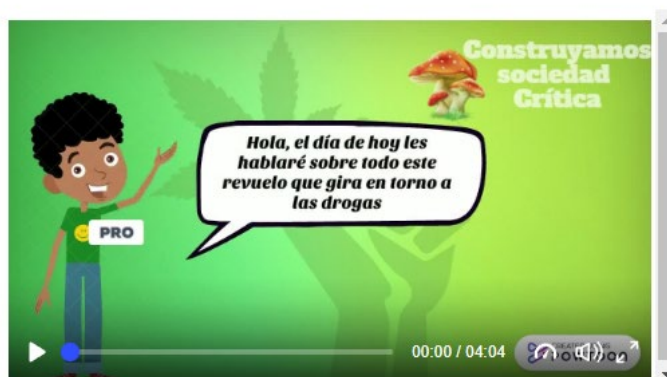 Construyamos
sociedad
Crítica
Hola, el día de hoy les
hablaré sobre todo este
revuelo que gira en torno a
las drogas
PRO
00:00 / 04:04